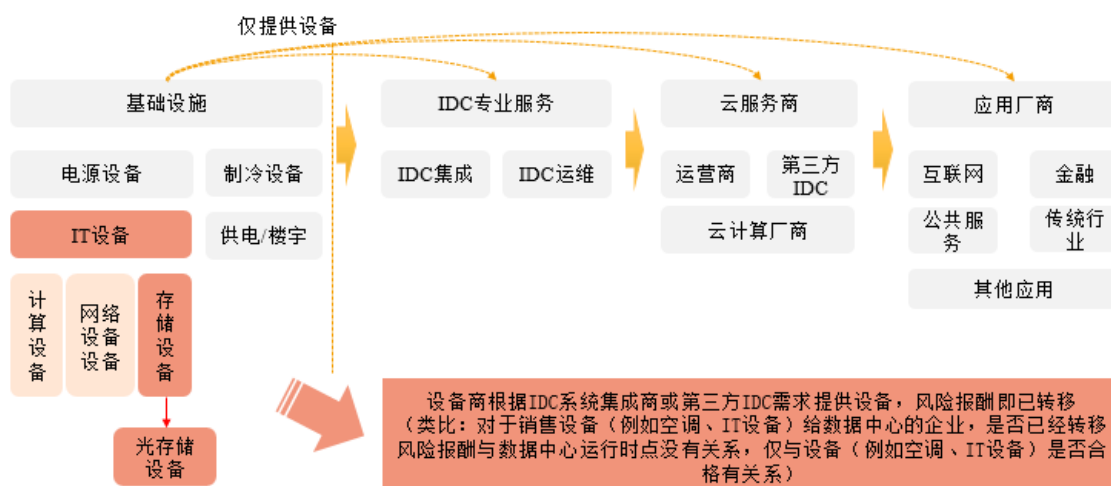 仅提供设备
基础设施
IDC专业服务
云服务商
应用厂商
电源设备
制冷设备
IDC集成
IDC运维
运营商
第三方
IDC
互联网
金融
IT设备
供电/楼宇
云计算厂商
公共服
务
传统行
业
其他应用
计
算
设
备
网络
设备
设备
存
储
设
备
光存储
设备
设备商根据IDC系统集成商或第三方IDC需求提供设备，风险报酬即已转移
（类比：对于销售设备（例如空调、IT设备）给数据中心的企业，是否已经转移
风险报酬与数据中心运行时点没有关系，仅与设备（例如空调、IT设备）是否合
格有关系）